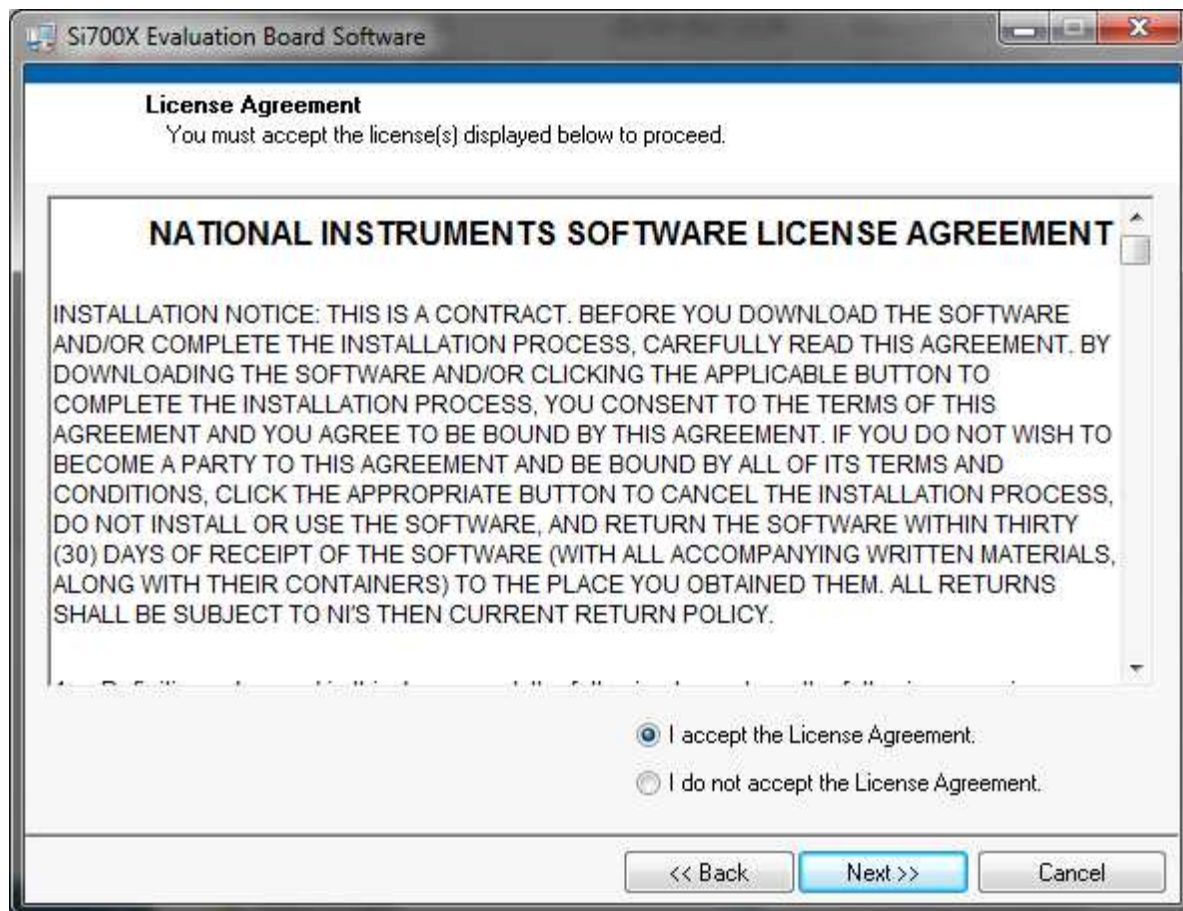 Si700X Evaluation Board Software
License Agreement
You must accept the license(s) displayed below to proceed.
NATIONAL INSTRUMENTS SOFTWARE LICENSE AGREEMENT
INSTALLATION NOTICE: THIS IS A CONTRACT. BEFORE YOU DOWNLOAD THE SOFTWARE
AND/OR COMPLETE THE INSTALLATION PROCESS, CAREFULLY READ THIS AGREEMENT. BY
DOWNLOADING THE SOFTWARE AND/OR CLICKING THE APPLICABLE BUTTON TO
COMPLETE THE INSTALLATION PROCESS, YOU CONSENT TO THE TERMS OF THIS
AGREEMENT AND YOU AGREE TO BE BOUND BY THIS AGREEMENT. IF YOU DO NOT WISH TO
BECOME A PARTY TO THIS AGREEMENT AND BE BOUND BY ALL OF ITS TERMS AND
CONDITIONS, CLICK THE APPROPRIATE BUTTON TO CANCEL THE INSTALLATION PROCESS,
DO NOT INSTALL OR USE THE SOFTWARE, AND RETURN THE SOFTWARE WITHIN THIRTY
(30) DAYS OF RECEIPT OF THE SOFTWARE (WITH ALL ACCOMPANYING WRITTEN MATERIALS,
ALONG WITH THEIR CONTAINERS) TO THE PLACE YOU OBTAINED THEM. ALL RETURNS
SHALL BE SUBJECT TO NI'S THEN CURRENT RETURN POLICY.
I accept the License Agreement.
I do not accept the License Agreement.
<< Back
Next >>
Cancel